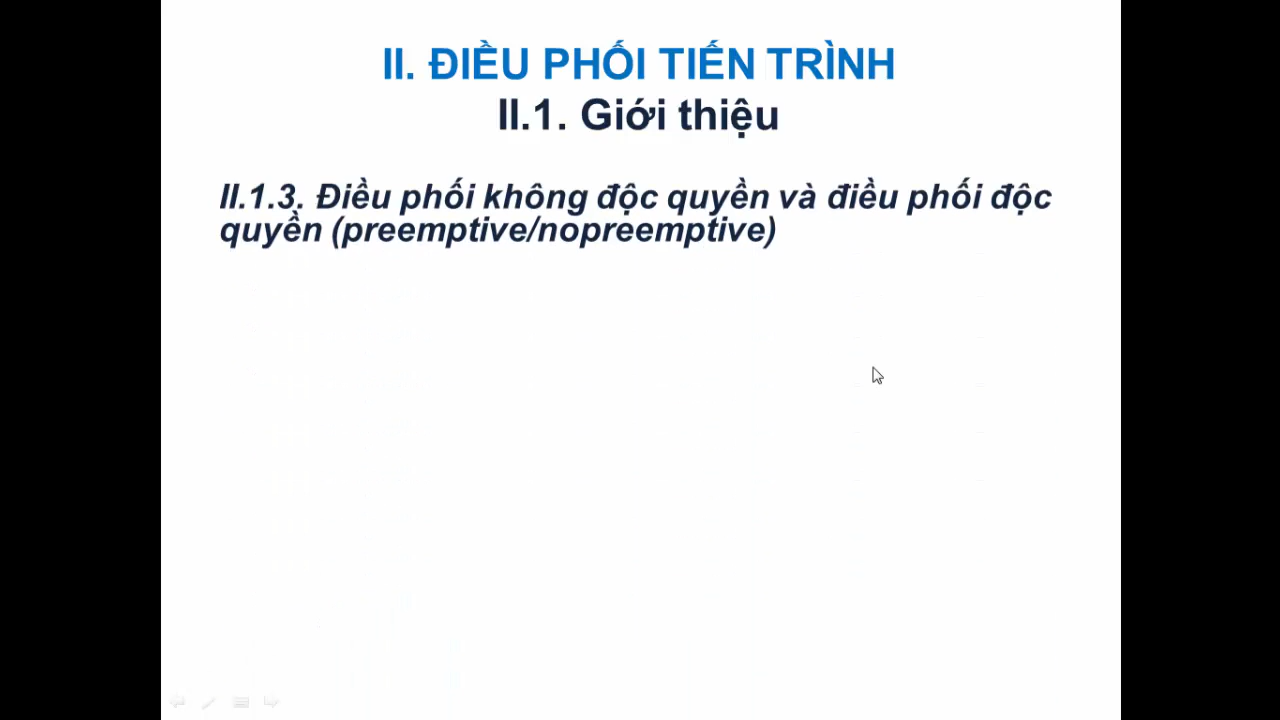 II. ĐIỀU PHỐI TIẾN TRÌNH
II.1. Giới thiệu
II.1.3. Điều phối không độc quyền và điều phối độc
quyền (preemptive/nopreemptive)